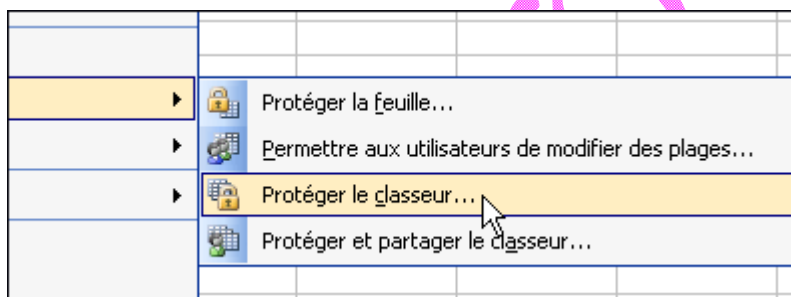 Protéger la feuille...
Permettre aux utilisateurs de modifier des plages...
Protéger le classeur...
Protéger et partager le classeur...